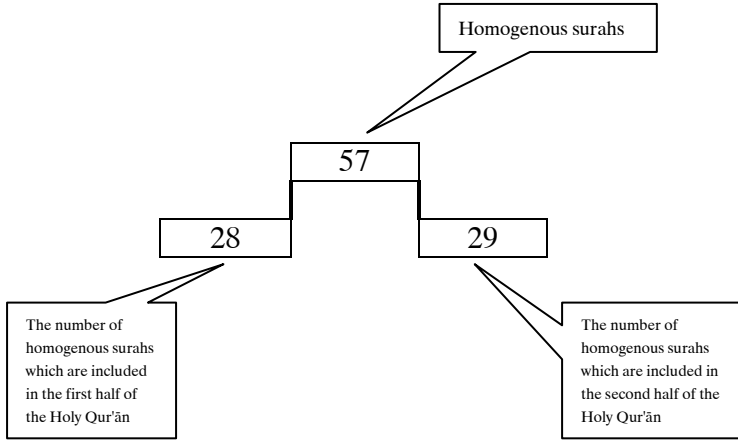 Homogenous surahs
57
28
29
The number of
homogenous surahs
which are included
in the first half of
the Holy Qur'ān
The number of
homogenous surahs
which are included in
the second half of the
Holy Qur'ān